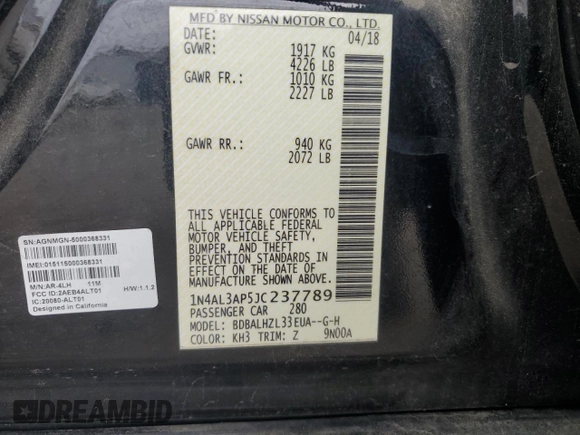 MFD BY NISSAN MOTOR CO., LTD.
DATE: 04/18
GVWR: 1917 KG
4226 LB
GAWR FR.: 1010 KG
2227 LB
GAWR RR.: 940 KG
2072 LB
THIS VEHICLE CONFORMS TO
ALL APPLICABLE FEDERAL
MOTOR VEHICLE SAFETY,
BUMPER, AND THEFT
PREVENTION STANDARDS
IN EFFECT ON THE DATE OF
MANUFACTURE SHOWN ABOVE.
1N4AL3AP5JC237789
PASSENGER CAR 280
MODEL: BDBALHZL33EUA--G-H
COLOR: KH3 TRIM: Z 9N00A
SN:AGNMGN-5000368331
IMEI:015115000368331
M/N:AR-4LH 11M
FCC ID:2AEB4ALT01 H/W:1.1.2
IC:20080-ALT01
Designed in California
DREAMBID